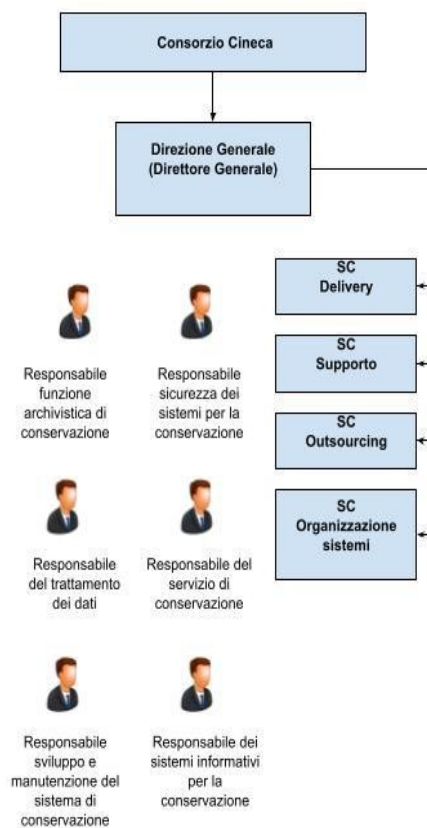 Consorzio Cineca
Direzione Generale
(Direttore Generale)
SC
Delivery
SC
Supporto
SC
Outsourcing
SC
Organizzazione
sistemi
Responsabile
funzione
archivistica di
conservazione
Responsabile
sicurezza dei
sistemi per la
conservazione
Responsabile
del trattamento
dei dati
Responsabile del
servizio di
conservazione
Responsabile
sviluppo e
manutenzione del
sistema di
conservazione
Responsabile dei
sistemi informativi
per la
conservazione